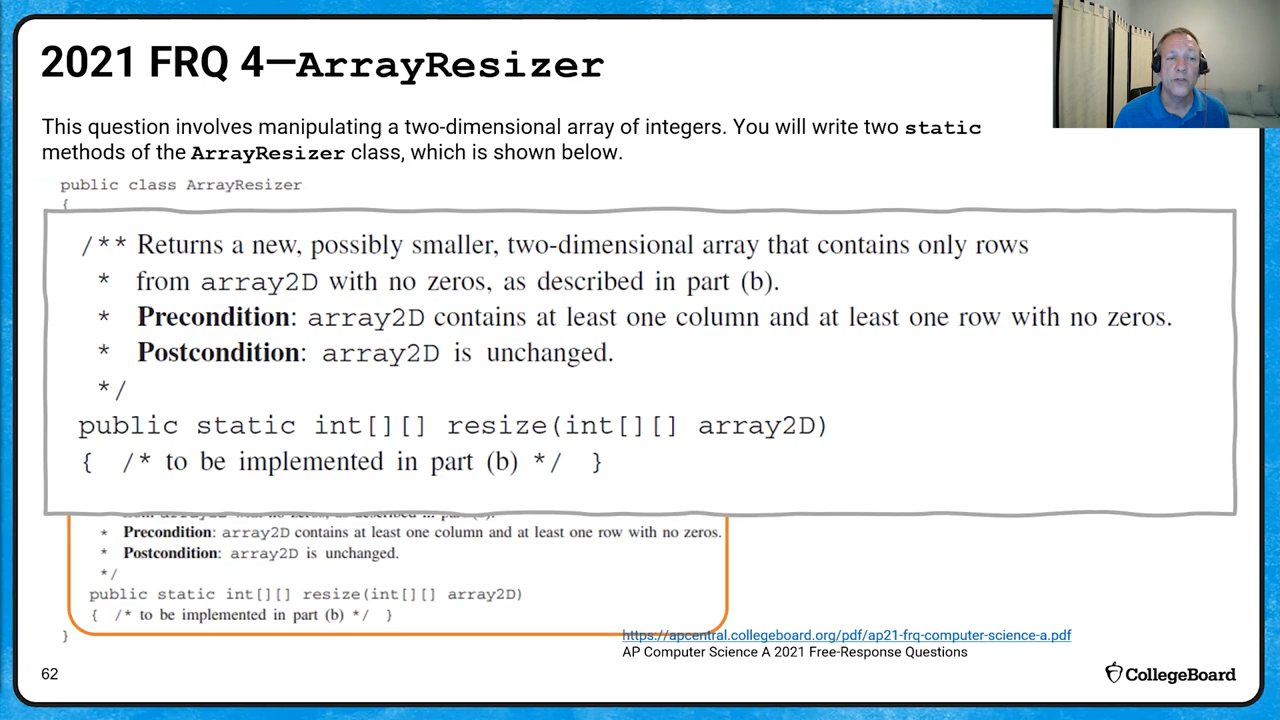 2021 FRQ 4—ArrayResizer
This question involves manipulating a two-dimensional array of integers. You will write two static
methods of the ArrayResizer class, which is shown below.
public class ArrayResizer
{
/** Returns a new, possibly smaller, two-dimensional array that contains only rows
* from array2D with no zeros, as described in part (b).
* Precondition: array2D contains at least one column and at least one row with no zeros.
* Postcondition: array2D is unchanged.
*/
public static int[][] resize(int[][] array2D)
{ /* to be implemented in part (b) */ }
* Precondition: array2D contains at least one column and at least one row with no zeros.
* Postcondition: array2D is unchanged.
*/
public static int[][] resize(int[][] array2D)
{ /* to be implemented in part (b) */ }
}
https://apcentral.collegeboard.org/pdf/ap21-frq-computer-science-a.pdf
AP Computer Science A 2021 Free-Response Questions
62
CollegeBoard